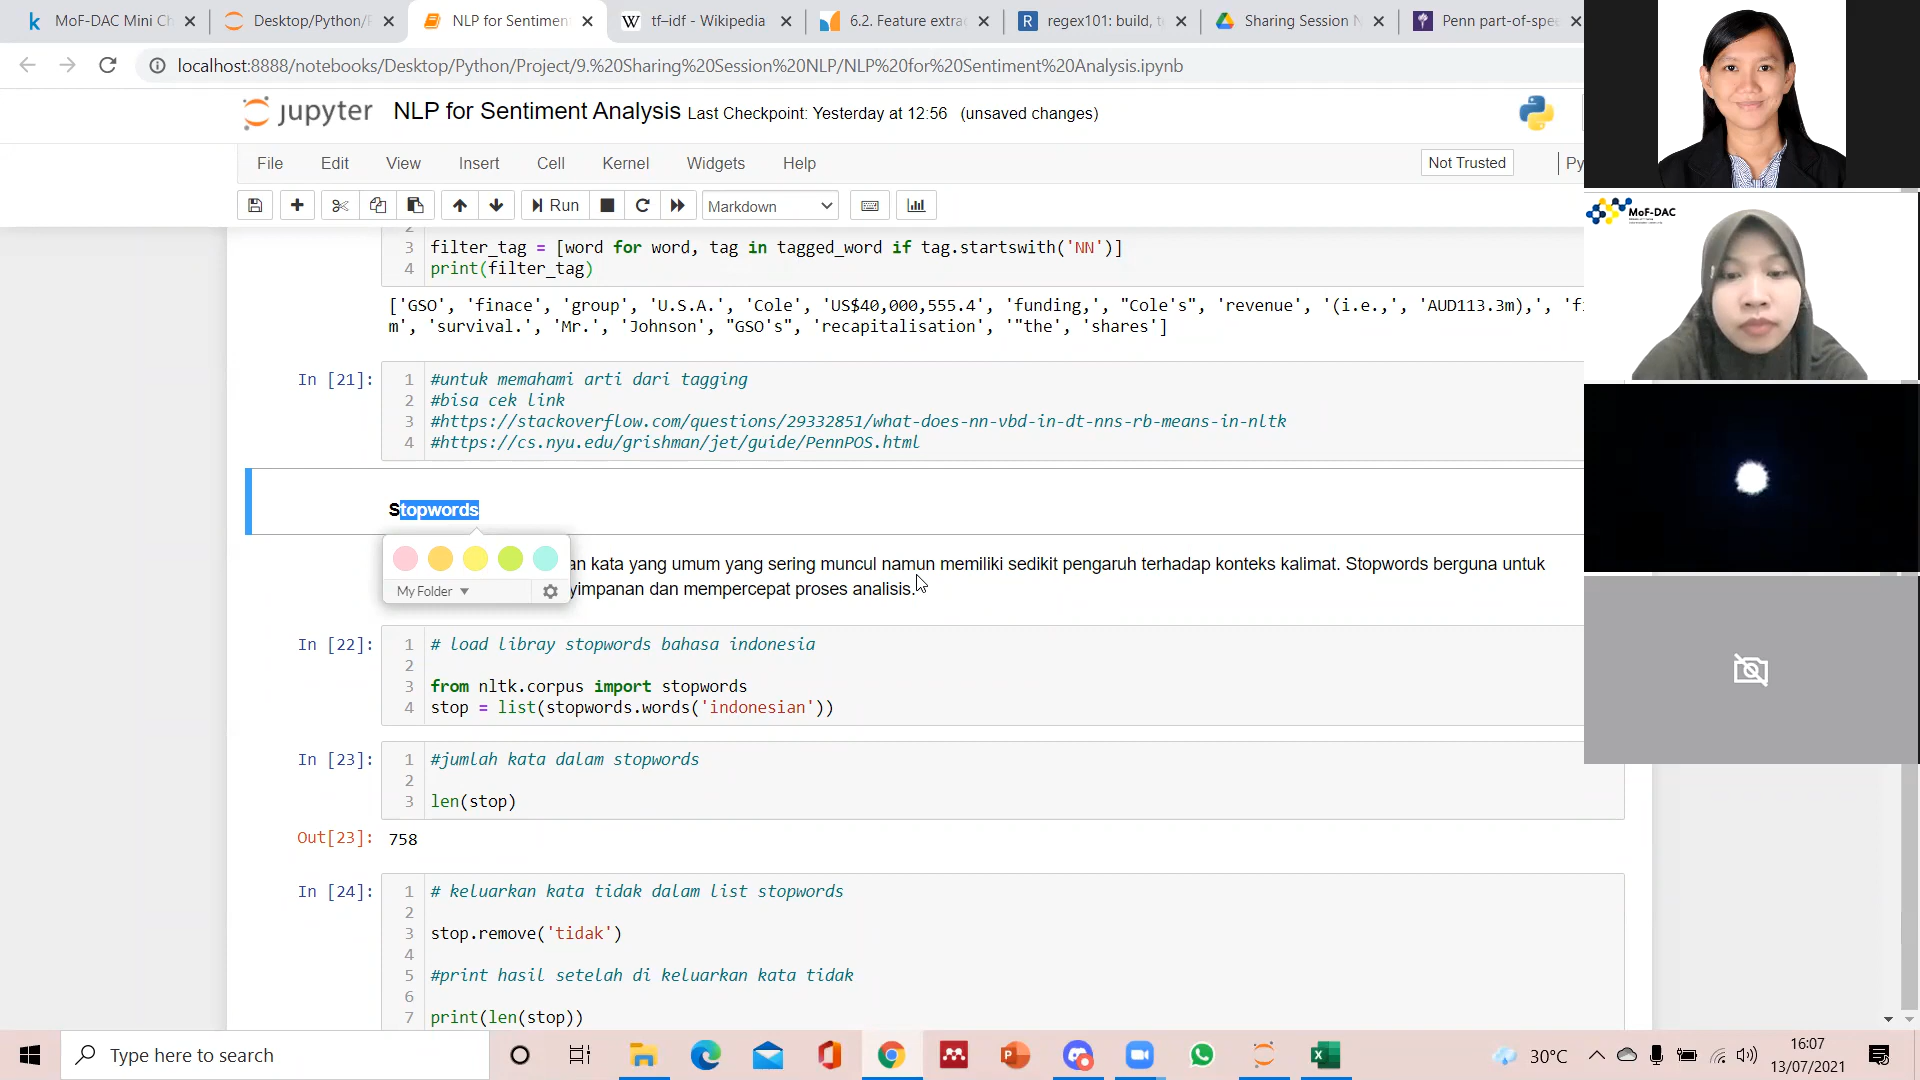 MoF-DAC Mini Ch
Desktop/Python/P
NLP for Sentiment
tf–idf - Wikipedia
6.2. Feature extrac
regex101: build, te
Sharing Session N
Penn part-of-spee
localhost:8888/notebooks/Desktop/Python/Project/9.%20Sharing%20Session%20NLP/NLP%20for%20Sentiment%20Analysis.ipynb
jupyter NLP for Sentiment Analysis Last Checkpoint: Yesterday at 12:56 (unsaved changes)
File Edit View Insert Cell Kernel Widgets Help Not Trusted Py
Run Markdown
2
3 filter_tag = [word for word, tag in tagged_word if tag.startswith('NN')]
4 print(filter_tag)
['GSO', 'finace', 'group', 'U.S.A.', 'Cole', 'US$40,000,555.4', 'funding,', "Cole's", 'revenue', '(i.e.,', 'AUD113.3m),', 'f
m', 'survival.', 'Mr.', 'Johnson', "GSO's", 'recapitalisation', '"the', 'shares']
In [21]: 1 #untuk memahami arti dari tagging
2 #bisa cek link
3 #https://stackoverflow.com/questions/29332851/what-does-nn-vbd-in-dt-nns-rb-means-in-nltk
4 #https://cs.nyu.edu/grishman/jet/guide/PennPOS.html
Stopwords
an kata yang umum yang sering muncul namun memiliki sedikit pengaruh terhadap konteks kalimat. Stopwords berguna untuk
yimpanan dan mempercepat proses analisis.
My Folder
In [22]: 1 # load libray stopwords bahasa indonesia
2
3 from nltk.corpus import stopwords
4 stop = list(stopwords.words('indonesian'))
In [23]: 1 #jumlah kata dalam stopwords
2
3 len(stop)
Out[23]: 758
In [24]: 1 # keluarkan kata tidak dalam list stopwords
2
3 stop.remove('tidak')
4
5 #print hasil setelah di keluarkan kata tidak
6
7 print(len(stop))
MoF-DAC
Type here to search
30°C
16:07
13/07/2021